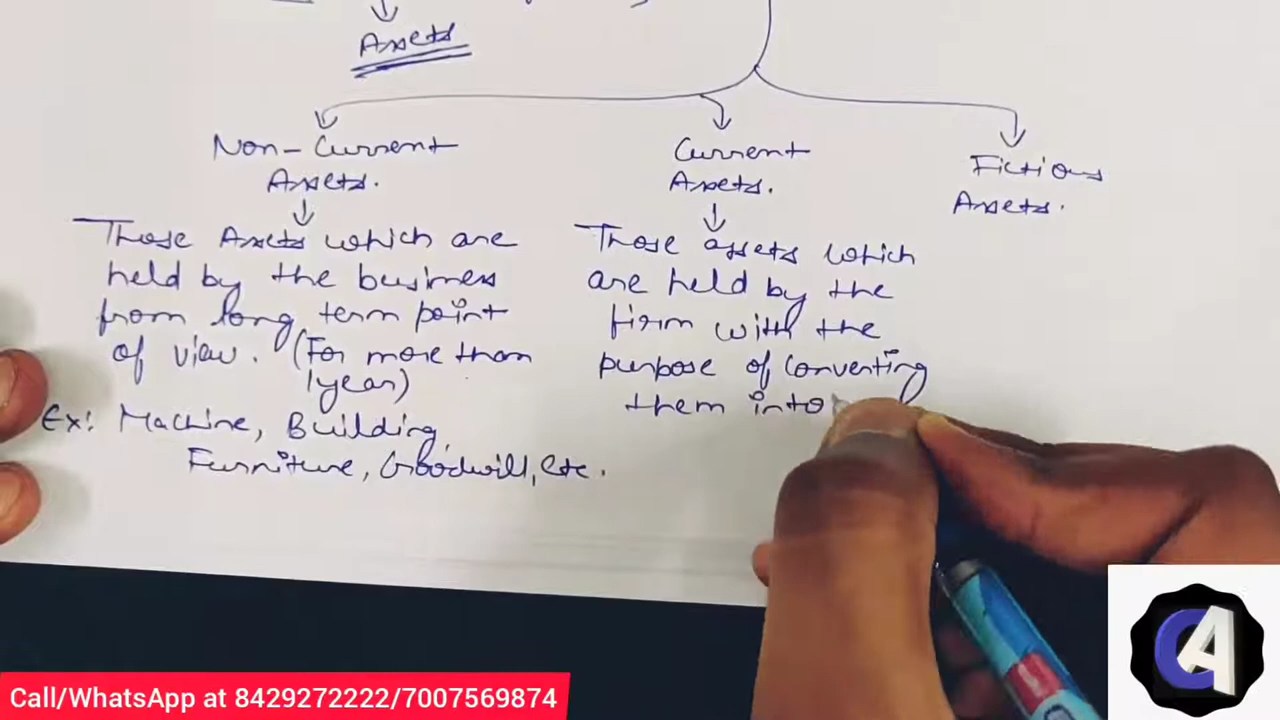 Assets
Non-Current
Assets.
Current
Assets.
Fictious
Assets.
Those Assets which are
held by the business
from long term point
of view. (For more than
1year)
Ex: Machine, Building,
Furniture, Goodwill, Etc.
Those assets which
are held by the
firm with the
purpose of converting
them into
CA
Call/WhatsApp at 8429272222/7007569874